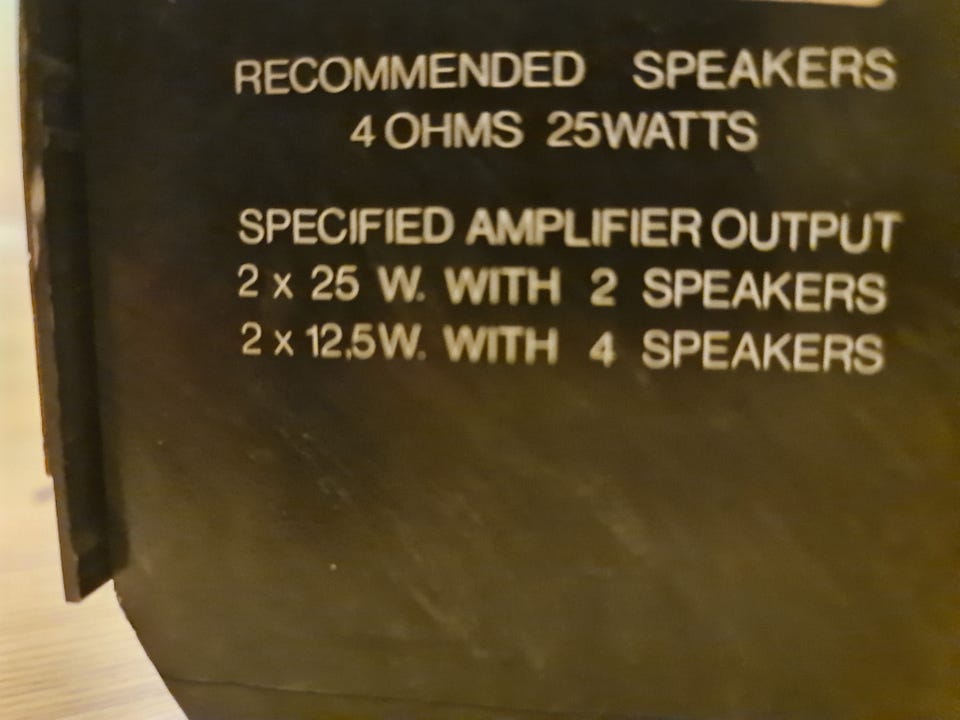 RECOMMENDED SPEAKERS
4 OHMS 25WATTS
SPECIFIED AMPLIFIER OUTPUT
2 x 25 W. WITH 2 SPEAKERS
2 x 12,5W. WITH 4 SPEAKERS